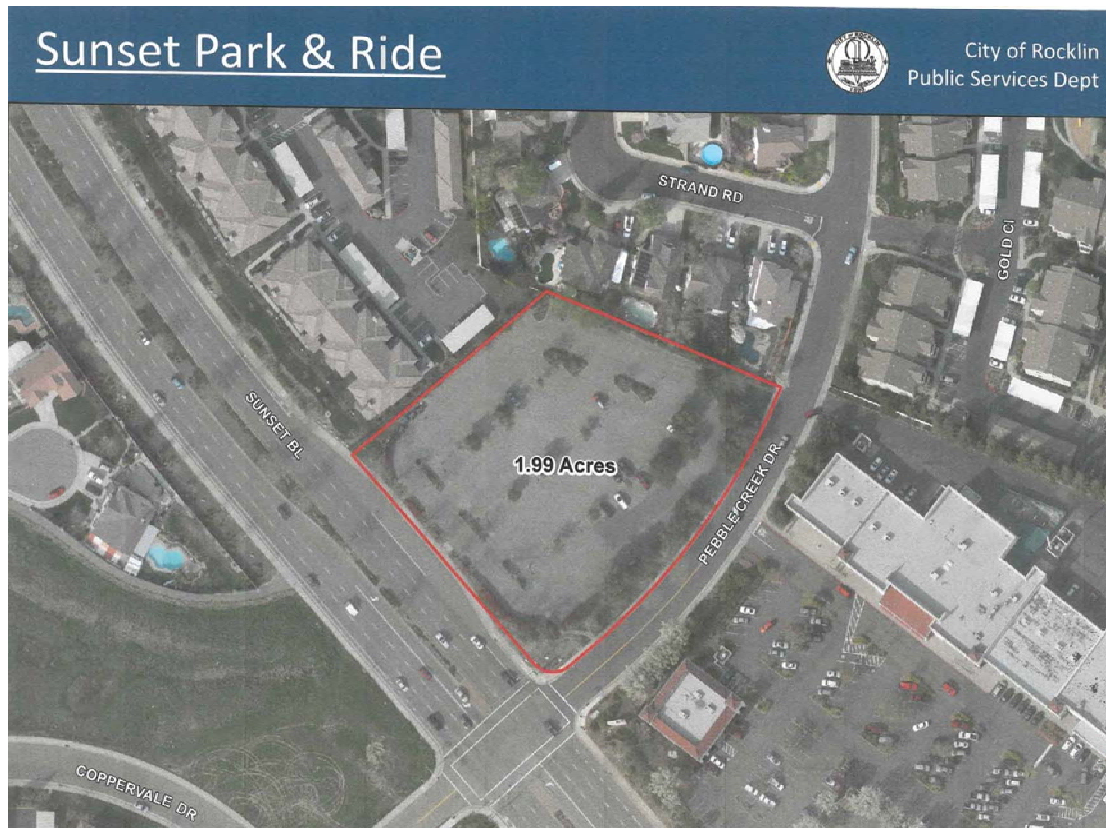 Sunset Park & Ride
City of Rocklin
Public Services Dept
STRAND RD
GOLD CI
SUNSET BL
1.99 Acres
PEBBLE CREEK DR
COPPERVALE DR